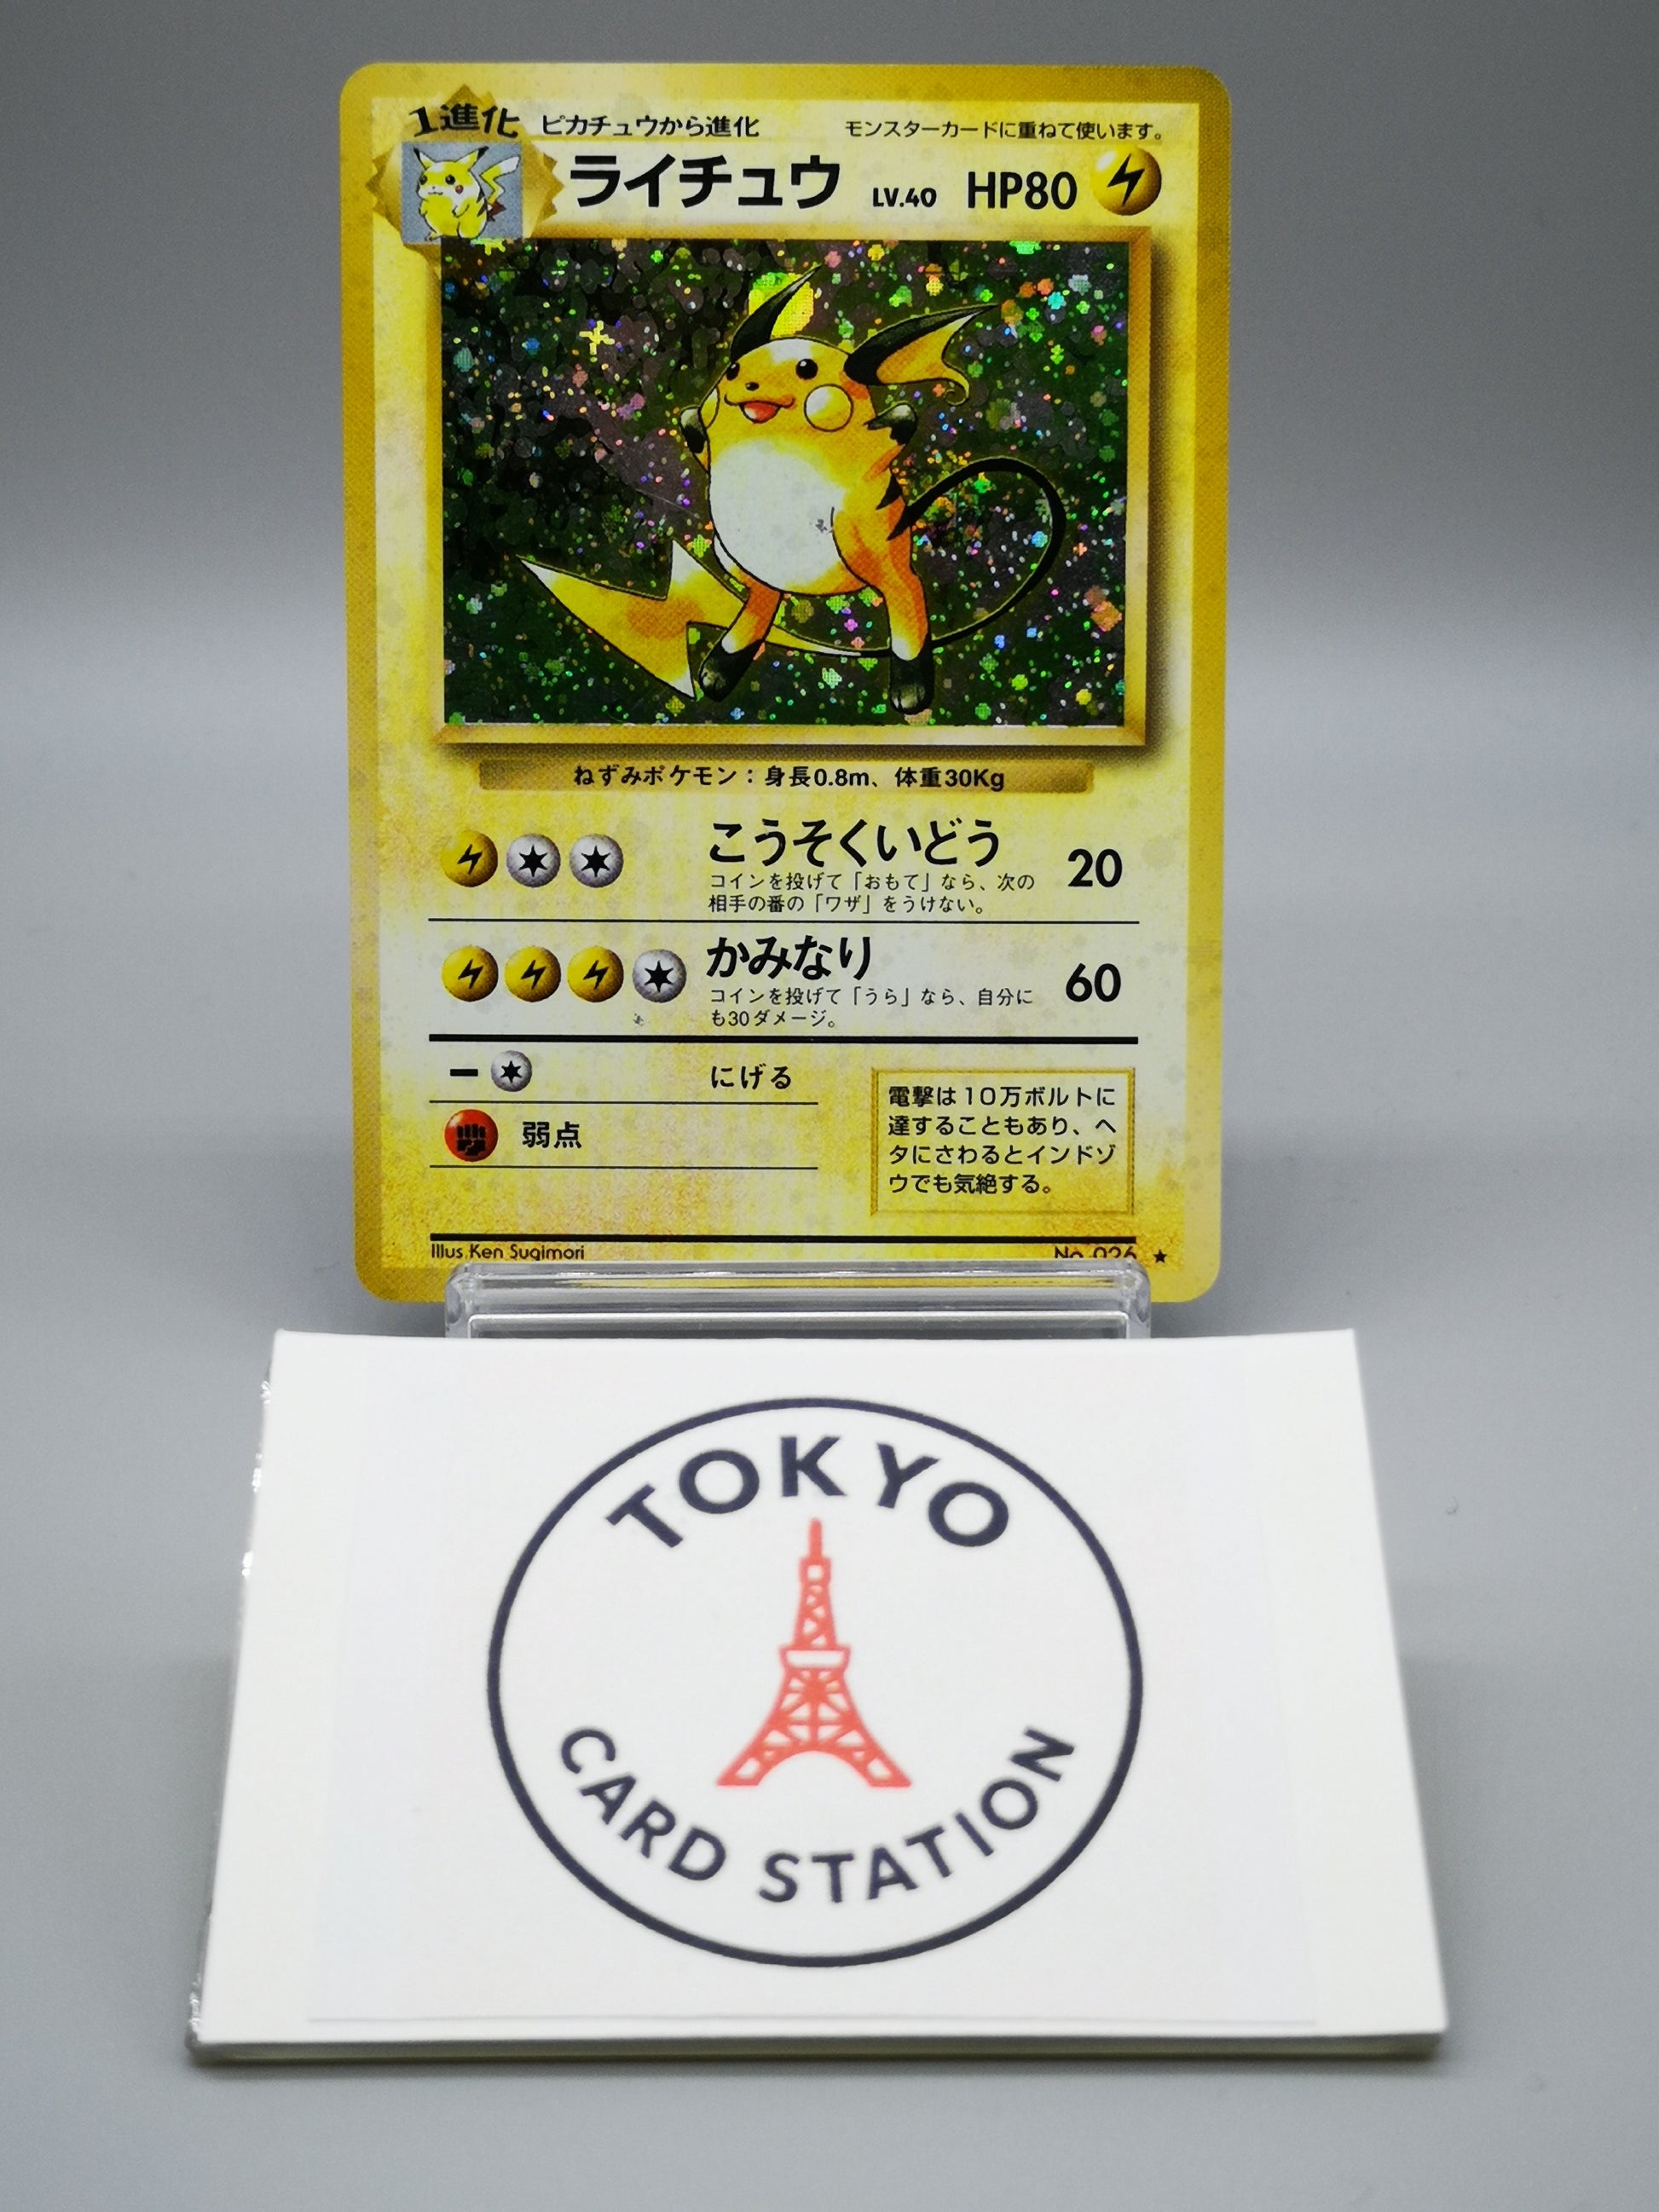 1進化 ピカチュウから進化 モンスターカードに重ねて使います。
ライチュウ LV.40 HP80
ねずみポケモン：身長0.8m、体重30Kg
こうそくいどう 20
コインを投げて「おもて」なら、次の
相手の番の「ワザ」をうけない。
かみなり 60
コインを投げて「うら」なら、自分に
も30ダメージ。
にげる
弱点
電撃は10万ボルトに
達することもあり、ヘ
タにさわるとインドゾ
ウでも気絶する。
Illus. Ken Sugimori No. 026
TOKYO
CARD STATION